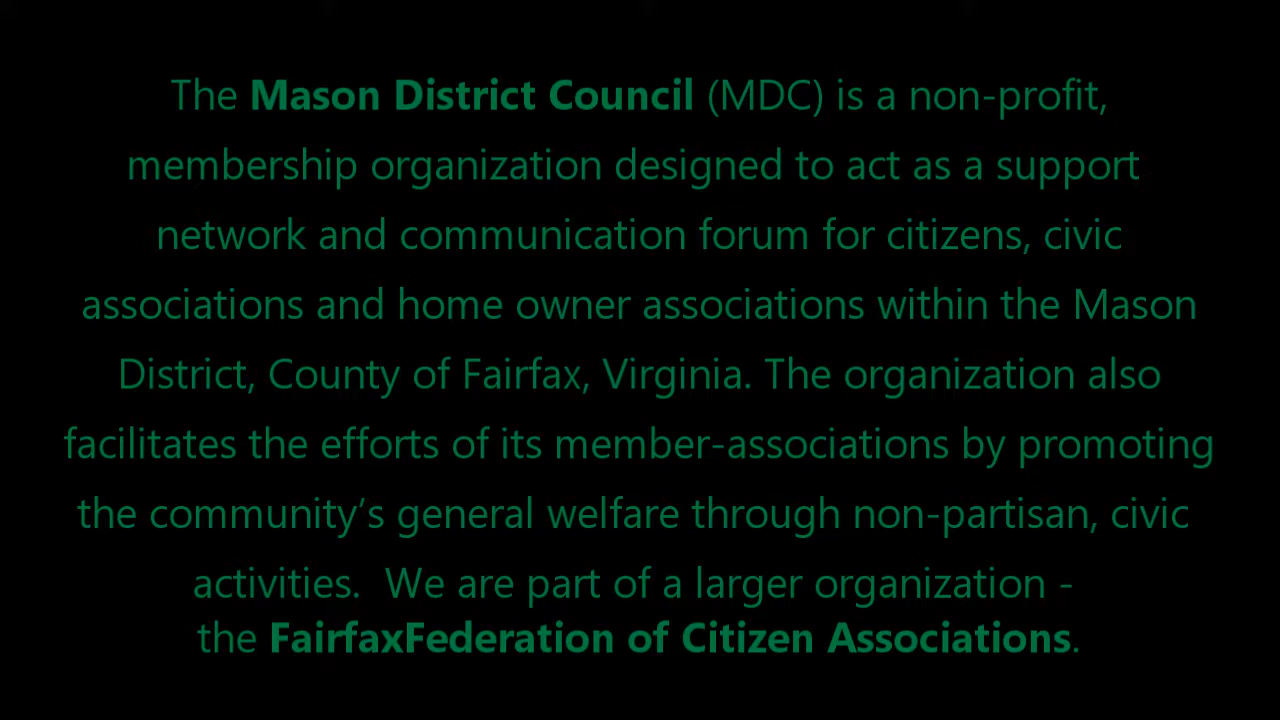 The Mason District Council (MDC) is a non-profit,
membership organization designed to act as a support
network and communication forum for citizens, civic
associations and home owner associations within the Mason
District, County of Fairfax, Virginia. The organization also
facilitates the efforts of its member-associations by promoting
the community’s general welfare through non-partisan, civic
activities.  We are part of a larger organization -
the FairfaxFederation of Citizen Associations.